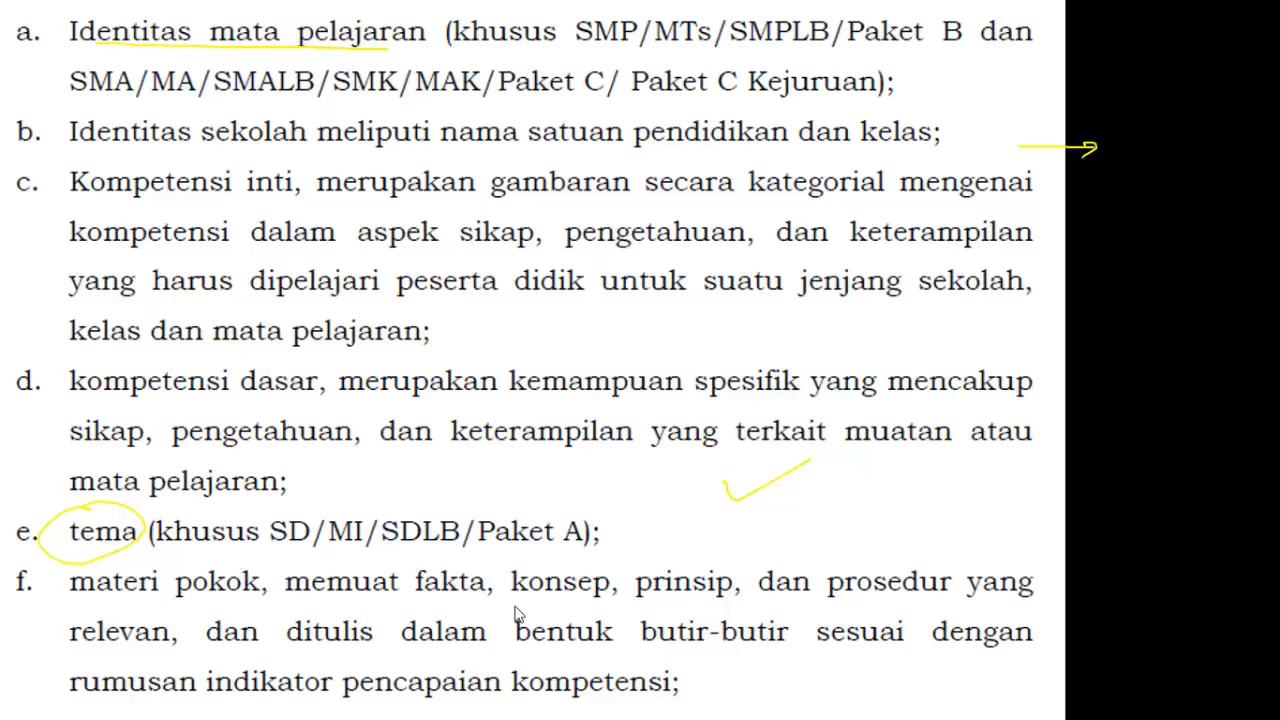 a. Identitas mata pelajaran (khusus SMP/MTs/SMPLB/Paket B dan
SMA/MA/SMALB/SMK/MAK/Paket C/ Paket C Kejuruan);
b. Identitas sekolah meliputi nama satuan pendidikan dan kelas;
c. Kompetensi inti, merupakan gambaran secara kategorial mengenai
kompetensi dalam aspek sikap, pengetahuan, dan keterampilan
yang harus dipelajari peserta didik untuk suatu jenjang sekolah,
kelas dan mata pelajaran;
d. kompetensi dasar, merupakan kemampuan spesifik yang mencakup
sikap, pengetahuan, dan keterampilan yang terkait muatan atau
mata pelajaran;
e. tema (khusus SD/MI/SDLB/Paket A);
f. materi pokok, memuat fakta, konsep, prinsip, dan prosedur yang
relevan, dan ditulis dalam bentuk butir-butir sesuai dengan
rumusan indikator pencapaian kompetensi;